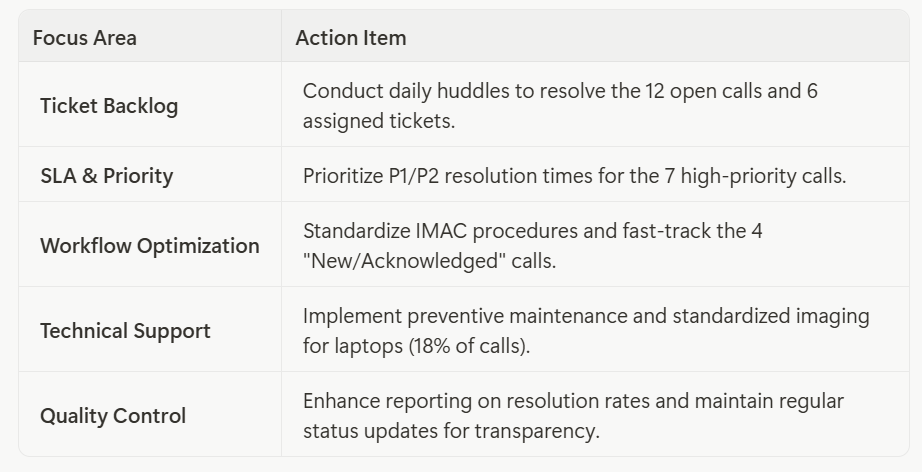 Focus Area
Action Item
Ticket Backlog
Conduct daily huddles to resolve the 12 open calls and 6
assigned tickets.
SLA & Priority
Prioritize P1/P2 resolution times for the 7 high-priority calls.
Workflow Optimization
Standardize IMAC procedures and fast-track the 4
"New/Acknowledged" calls.
Technical Support
Implement preventive maintenance and standardized imaging
for laptops (18% of calls).
Quality Control
Enhance reporting on resolution rates and maintain regular
status updates for transparency.